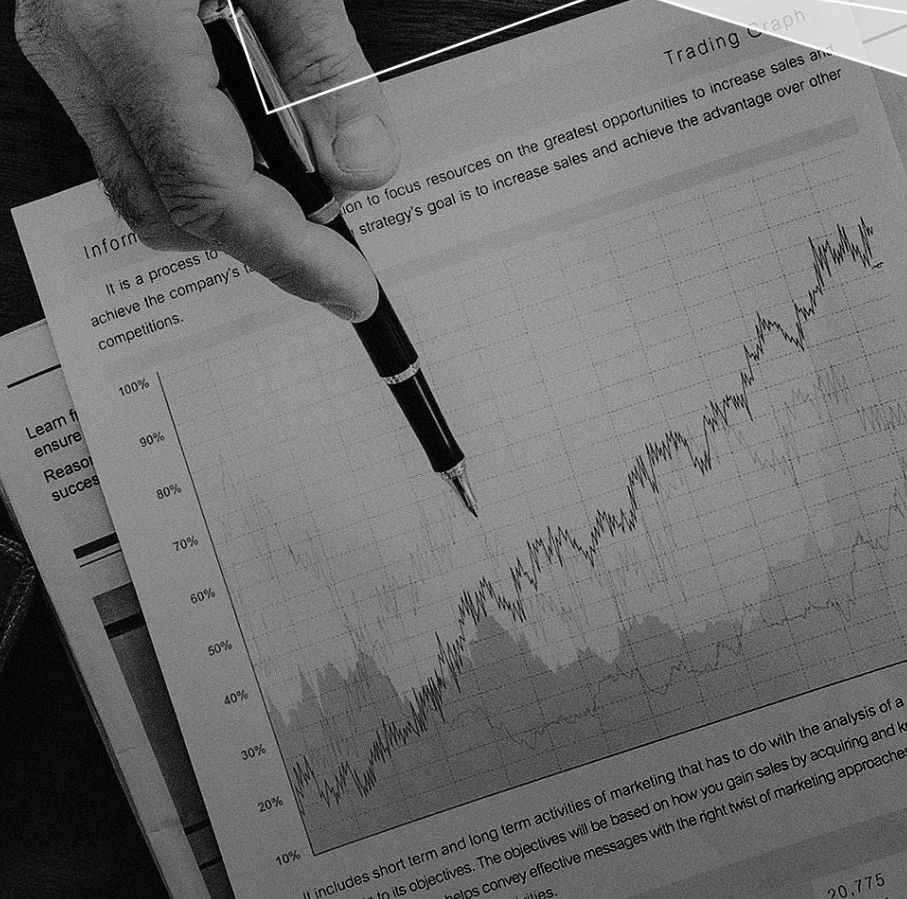 Trading Graph
Inform
It is a process to ion to focus resources on the greatest opportunities to increase sales and
achieve the company's strategy's goal is to increase sales and achieve the advantage over other
competitions.
100%
90%
80%
70%
60%
50%
40%
30%
20%
10%
Learn
ensure
Reaso
succes
It includes short term and long term activities of marketing that has to do with the analysis of a
to its objectives. The objectives will be based on how you gain sales by acquiring and
helps convey effective messages with the right twist of marketing approaches
20,775